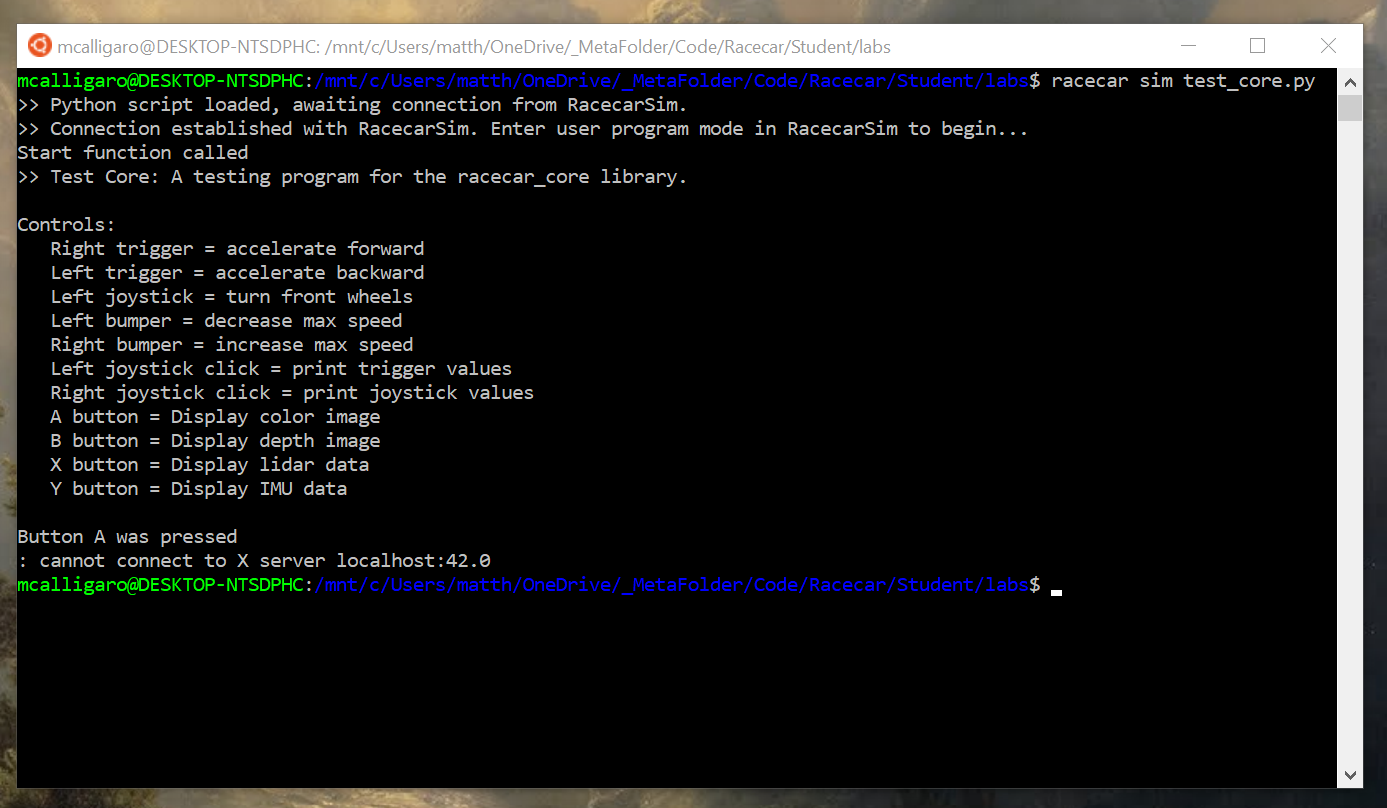 mcalligaro@DESKTOP-NTSDPHC: /mnt/c/Users/matth/OneDrive/_MetaFolder/Code/Racecar/Student/labs
mcalligaro@DESKTOP-NTSDPHC:/mnt/c/Users/matth/OneDrive/_MetaFolder/Code/Racecar/Student/labs$ racecar sim test_core.py
>> Python script loaded, awaiting connection from RacecarSim.
>> Connection established with RacecarSim. Enter user program mode in RacecarSim to begin...
Start function called
>> Test Core: A testing program for the racecar_core library.
Controls:
Right trigger = accelerate forward
Left trigger = accelerate backward
Left joystick = turn front wheels
Left bumper = decrease max speed
Right bumper = increase max speed
Left joystick click = print trigger values
Right joystick click = print joystick values
A button = Display color image
B button = Display depth image
X button = Display lidar data
Y button = Display IMU data
Button A was pressed
: cannot connect to X server localhost:42.0
mcalligaro@DESKTOP-NTSDPHC:/mnt/c/Users/matth/OneDrive/_MetaFolder/Code/Racecar/Student/labs$